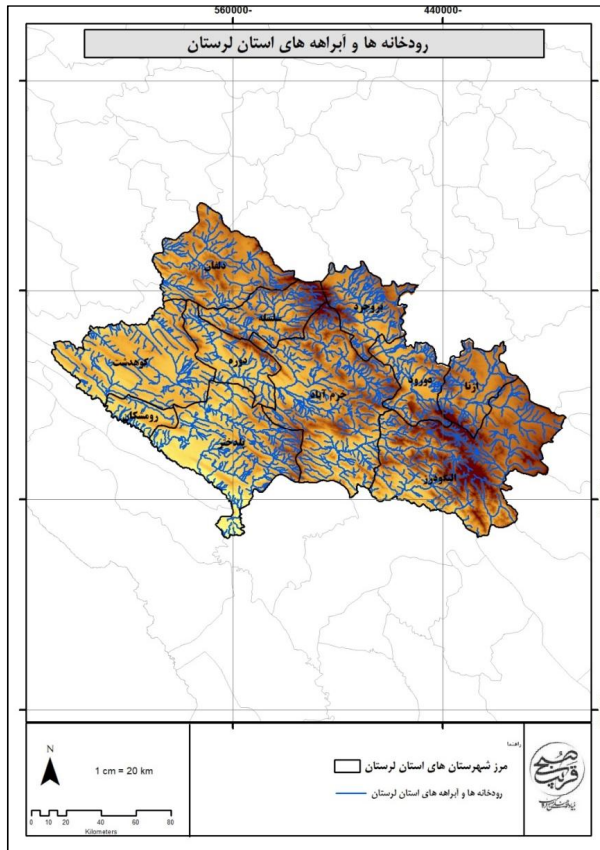 560000-
440000-
رودخانه ها و آبراهه های استان لرستان
دلفان
سلسله
بروجرد
کوهدشت
دوره
دورود
ازنا
خرم آباد
رومشکان
پلدختر
الیگودرز
راهنما
مرز شهرستان های استان لرستان
رودخانه ها و آبراهه های استان لرستان
N
1 cm = 20 km
0 10 20 40 60 80
Kilometers